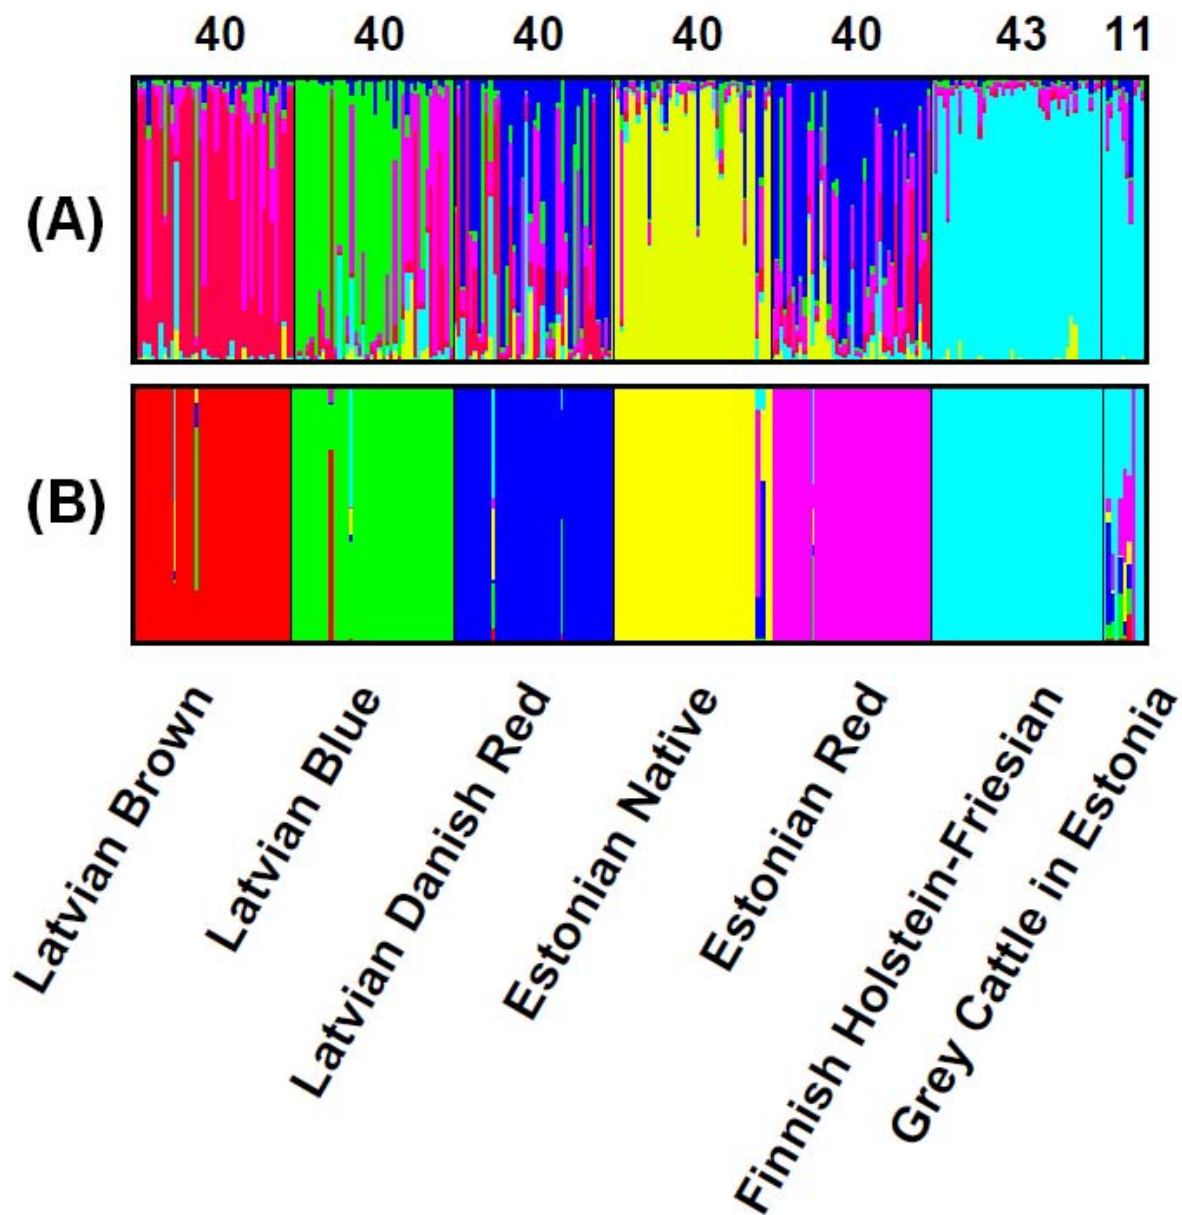 40 40 40 40 40 43 11
(A)
(B)
Latvian Brown
Latvian Blue
Latvian Danish Red
Estonian Native
Estonian Red
Finnish Holstein-Friesian
Grey Cattle in Estonia